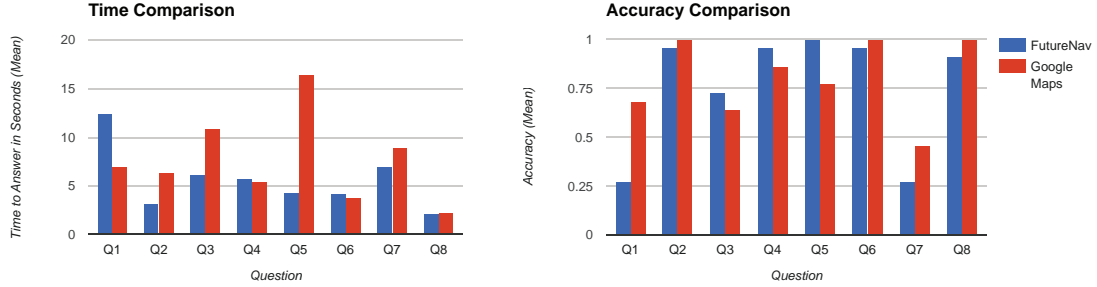 Time Comparison
Time to Answer in Seconds (Mean)
20
15
10
5
0
Q1 Q2 Q3 Q4 Q5 Q6 Q7 Q8
Question
Accuracy Comparison
Accuracy (Mean)
1
0.75
0.5
0.25
0
Q1 Q2 Q3 Q4 Q5 Q6 Q7 Q8
Question
FutureNav
Google
Maps